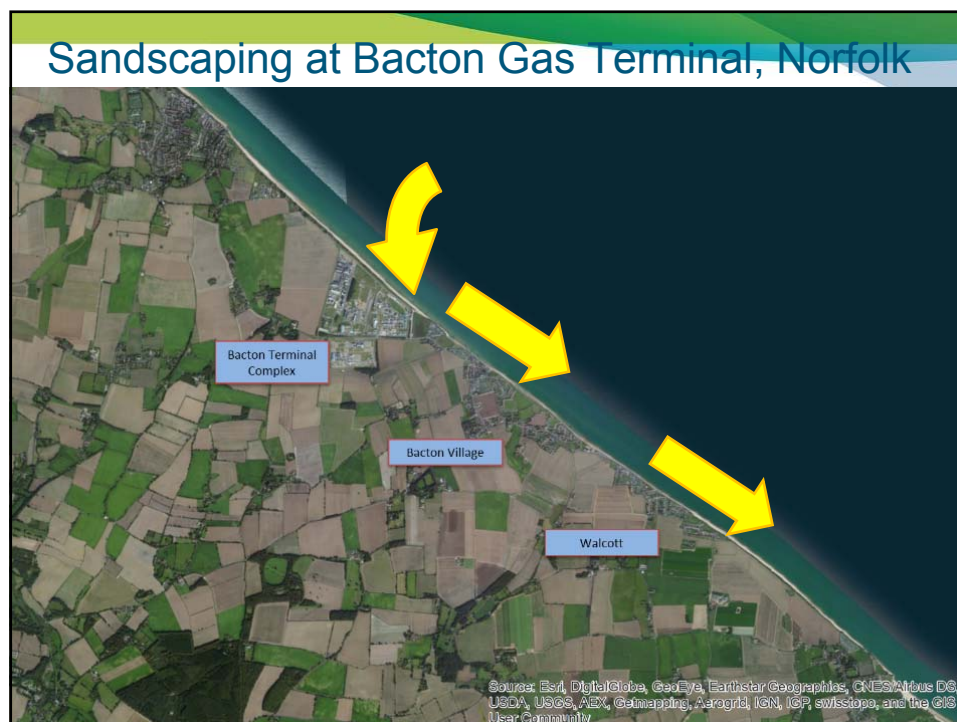 Sandscaping at Bacton Gas Terminal, Norfolk
Bacton Terminal
Complex
Bacton Village
Walcott
Source: Esri, DigitalGlobe, GeoEye, Earthstar Geographics, CNES/Airbus DS,
USDA, USGS, AEX, Getmapping, Aerogrid, IGN, IGP, swisstopo, and the GIS
User Community